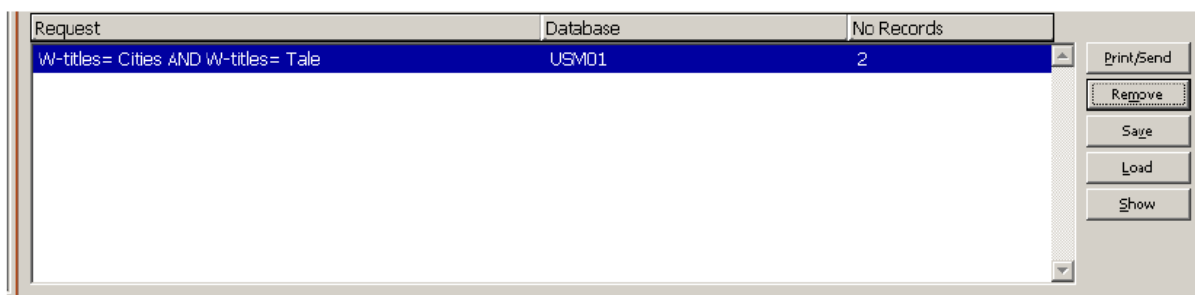 Request Database No Records
W-titles= Cities AND W-titles= Tale USM01 2
Print/Send
Remove
Save
Load
Show